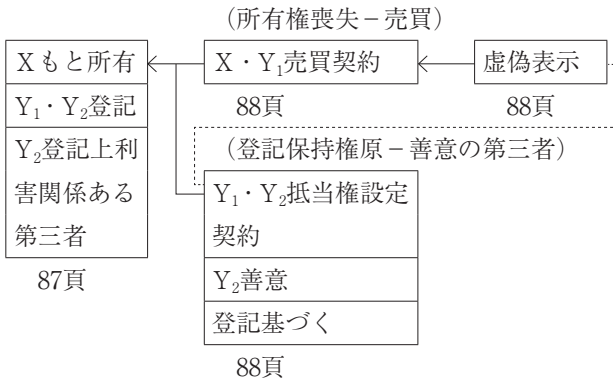 （所有権喪失－売買）
Xもと所有
X・Y₁売買契約
虚偽表示
Y₁・Y₂登記
88頁
88頁
Y₂登記上利
害関係ある
第三者
87頁
（登記保持権原－善意の第三者）
Y₁・Y₂抵当権設定
契約
Y₂善意
登記基づく
88頁